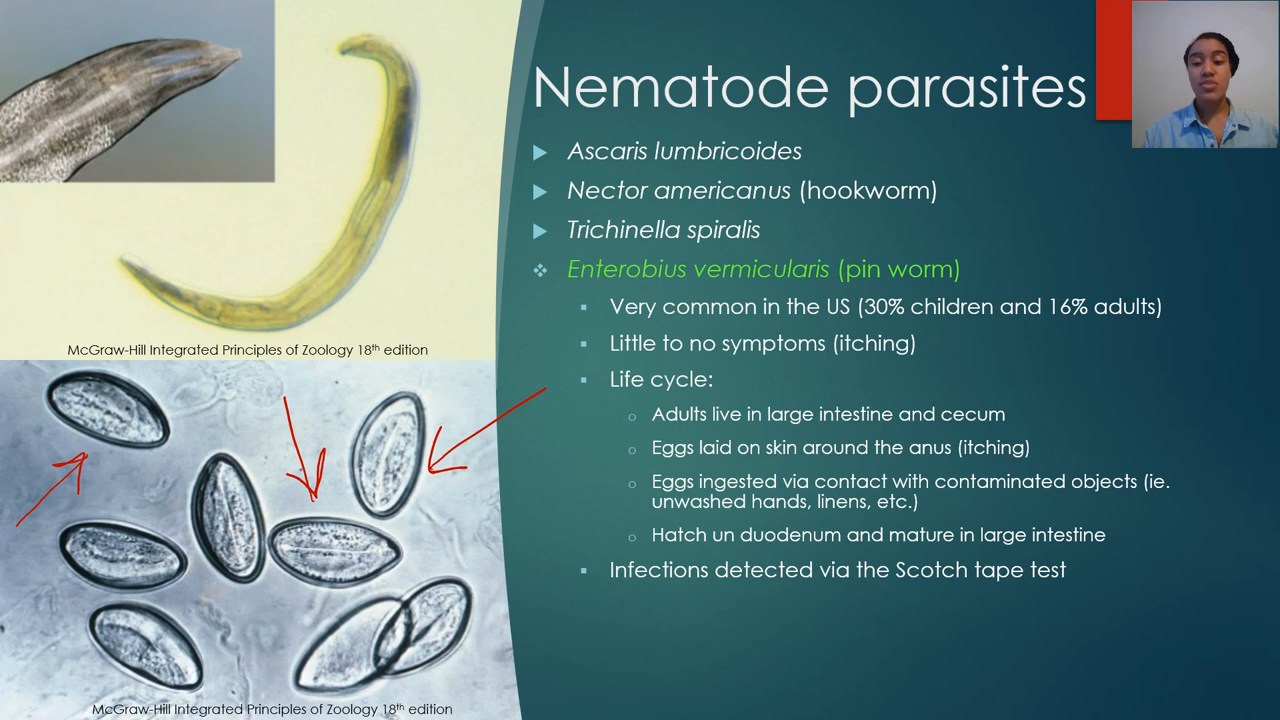 Nematode parasites
Ascaris lumbricoides
Nector americanus (hookworm)
Trichinella spiralis
Enterobius vermicularis (pin worm)
Very common in the US (30% children and 16% adults)
Little to no symptoms (itching)
Life cycle:
Adults live in large intestine and cecum
Eggs laid on skin around the anus (itching)
Eggs ingested via contact with contaminated objects (ie.
unwashed hands, linens, etc.)
Hatch un duodenum and mature in large intestine
Infections detected via the Scotch tape test
McGraw-Hill Integrated Principles of Zoology 18th edition
McGraw-Hill Integrated Principles of Zoology 18th edition